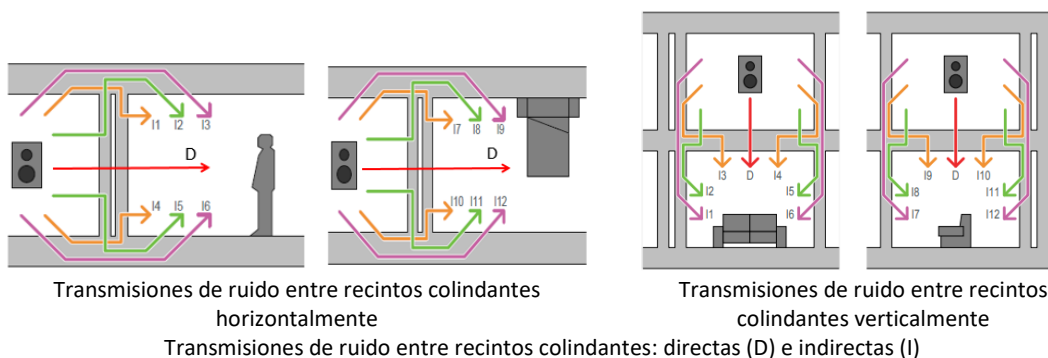 I1 I2 I3
D
I4 I5 I6
I7 I8 I9
D
I10 I11 I12
I3 D I4
I2 I5
I1 I6
I9 D I10
I8 I11
I7 I12
Transmisiones de ruido entre recintos colindantes
horizontalmente
Transmisiones de ruido entre recintos
colindantes verticalmente
Transmisiones de ruido entre recintos colindantes: directas (D) e indirectas (I)